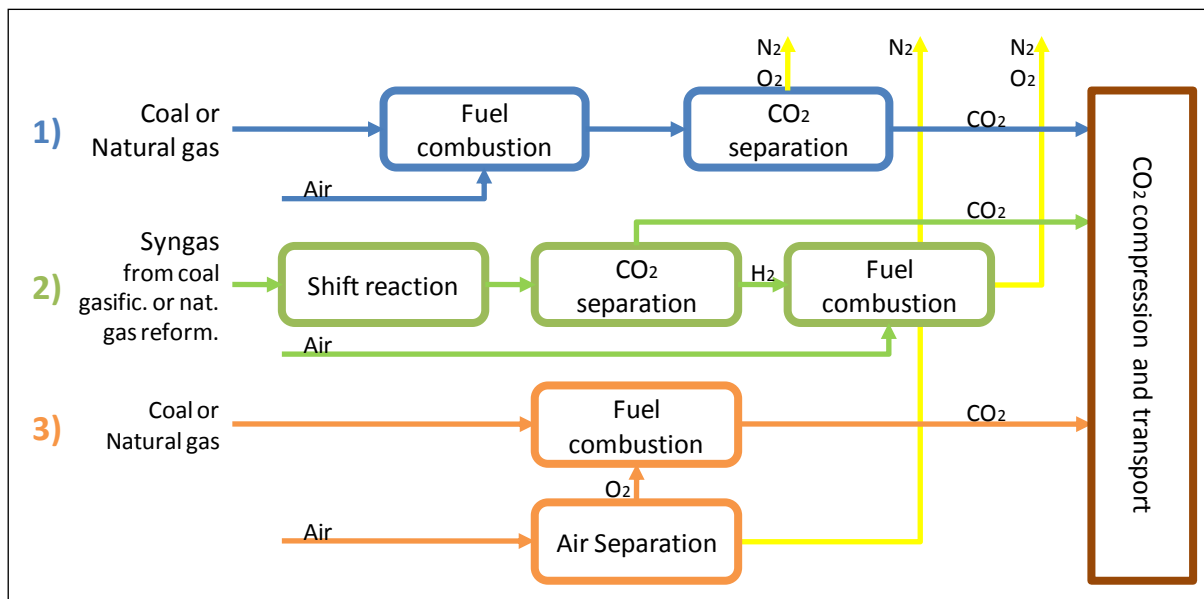 N₂
O₂
N₂
N₂
O₂
1)
Coal or
Natural gas
Fuel
combustion
CO₂
separation
CO₂
Air
2)
Syngas
from coal
gasific. or nat.
gas reform.
Shift reaction
CO₂
separation
H₂
Fuel
combustion
CO₂
Air
3)
Coal or
Natural gas
Fuel
combustion
CO₂
O₂
Air
Air Separation
CO₂ compression and transport